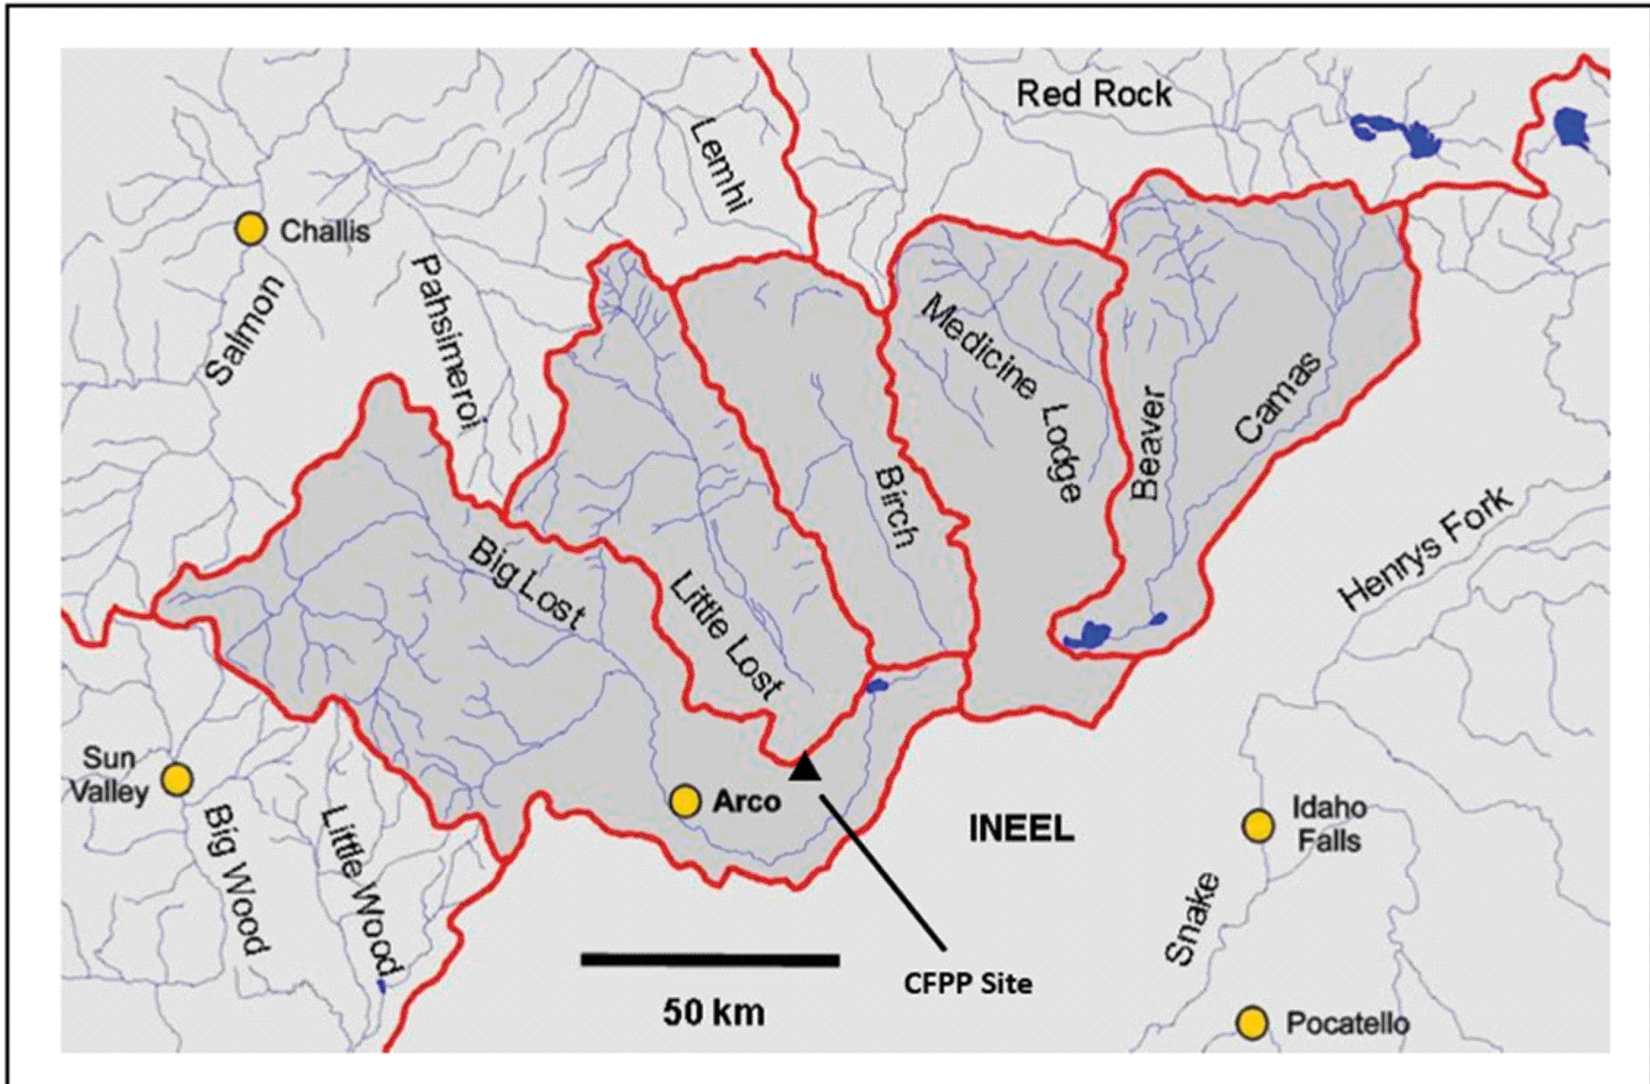 Red Rock
Lemhi
Challis
Salmon
Pahsimeroi
Medicine
Lodge
Beaver
Camas
Birch
Henrys Fork
Big Lost
Little Lost
Sun
Valley
Arco
Big Wood
Little Wood
INEEL
Idaho
Falls
Snake
CFPP Site
50 km
Pocatello